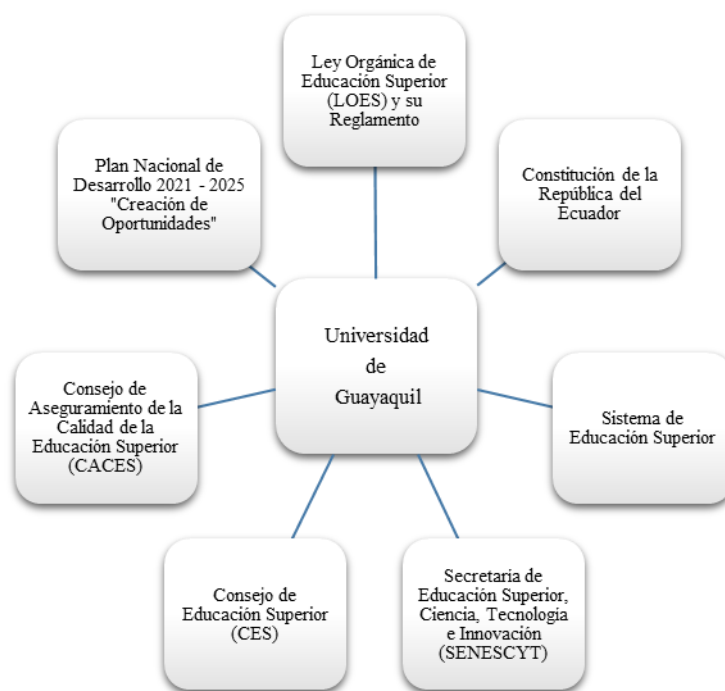 Ley Orgánica de
Educación Superior
(LOES) y su
Reglamento
Plan Nacional de
Desarrollo 2021 - 2025
"Creación de
Oportunidades"
Constitución de la
República del
Ecuador
Universidad
de
Guayaquil
Consejo de
Aseguramiento de la
Calidad de la
Educación Superior
(CACES)
Sistema de
Educación Superior
Consejo de
Educación Superior
(CES)
Secretaría de
Educación Superior,
Ciencia, Tecnología
e Innovación
(SENESCYT)